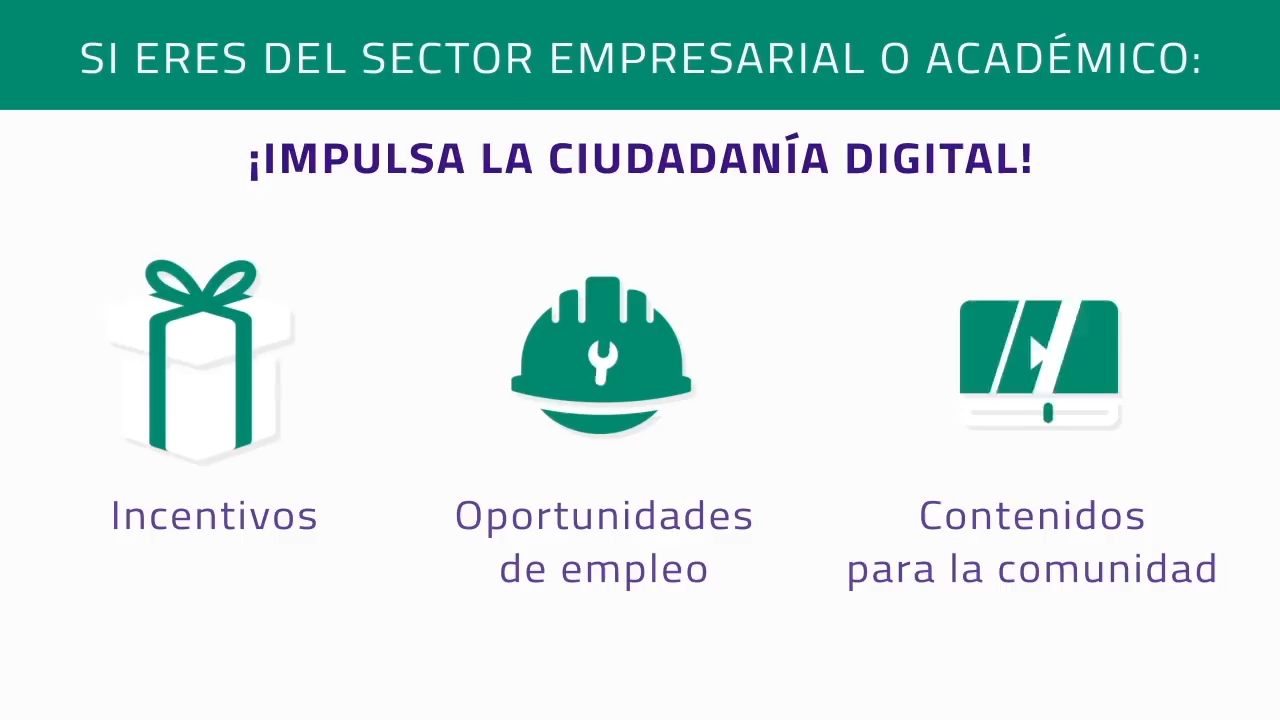 SI ERES DEL SECTOR EMPRESARIAL O ACADÉMICO:
¡IMPULSA LA CIUDADANÍA DIGITAL!
Incentivos
Oportunidades
de empleo
Contenidos
para la comunidad